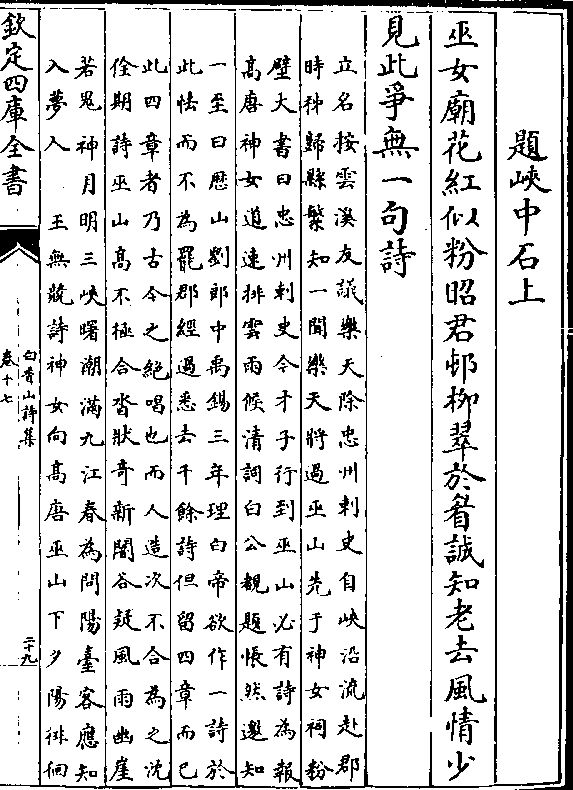 題峽中石上
巫女廟花紅似粉昭君邨柳翠於眉誠知老去風情少
見此爭無一句詩
立名按雲溪友議樂天除忠州刺史自峽沿流赴郡
時秭歸縣繁知一聞樂天將過巫山先于神女祠粉
壁大書曰忠州刺史今才子行到巫山必有詩為報
髙唐神女道速排雲雨候清詞白公覩題悵然邀知
一至曰厯山劉郎中禹錫三年理白帝欲作一詩於
此怯而不為罷郡經過悉去千餘詩但留四章而已
此四章者乃古今之絶唱也而人造次不合為之沈
佺期詩巫山髙不極合沓狀奇新闇谷疑風雨幽崖
若鬼神月明三峽曙潮滿九江春為問陽臺客應知
入夢人　王無競詩神女向髙唐巫山下夕陽徘徊
欽定四庫全書
白香山詩集
卷十七
二十九